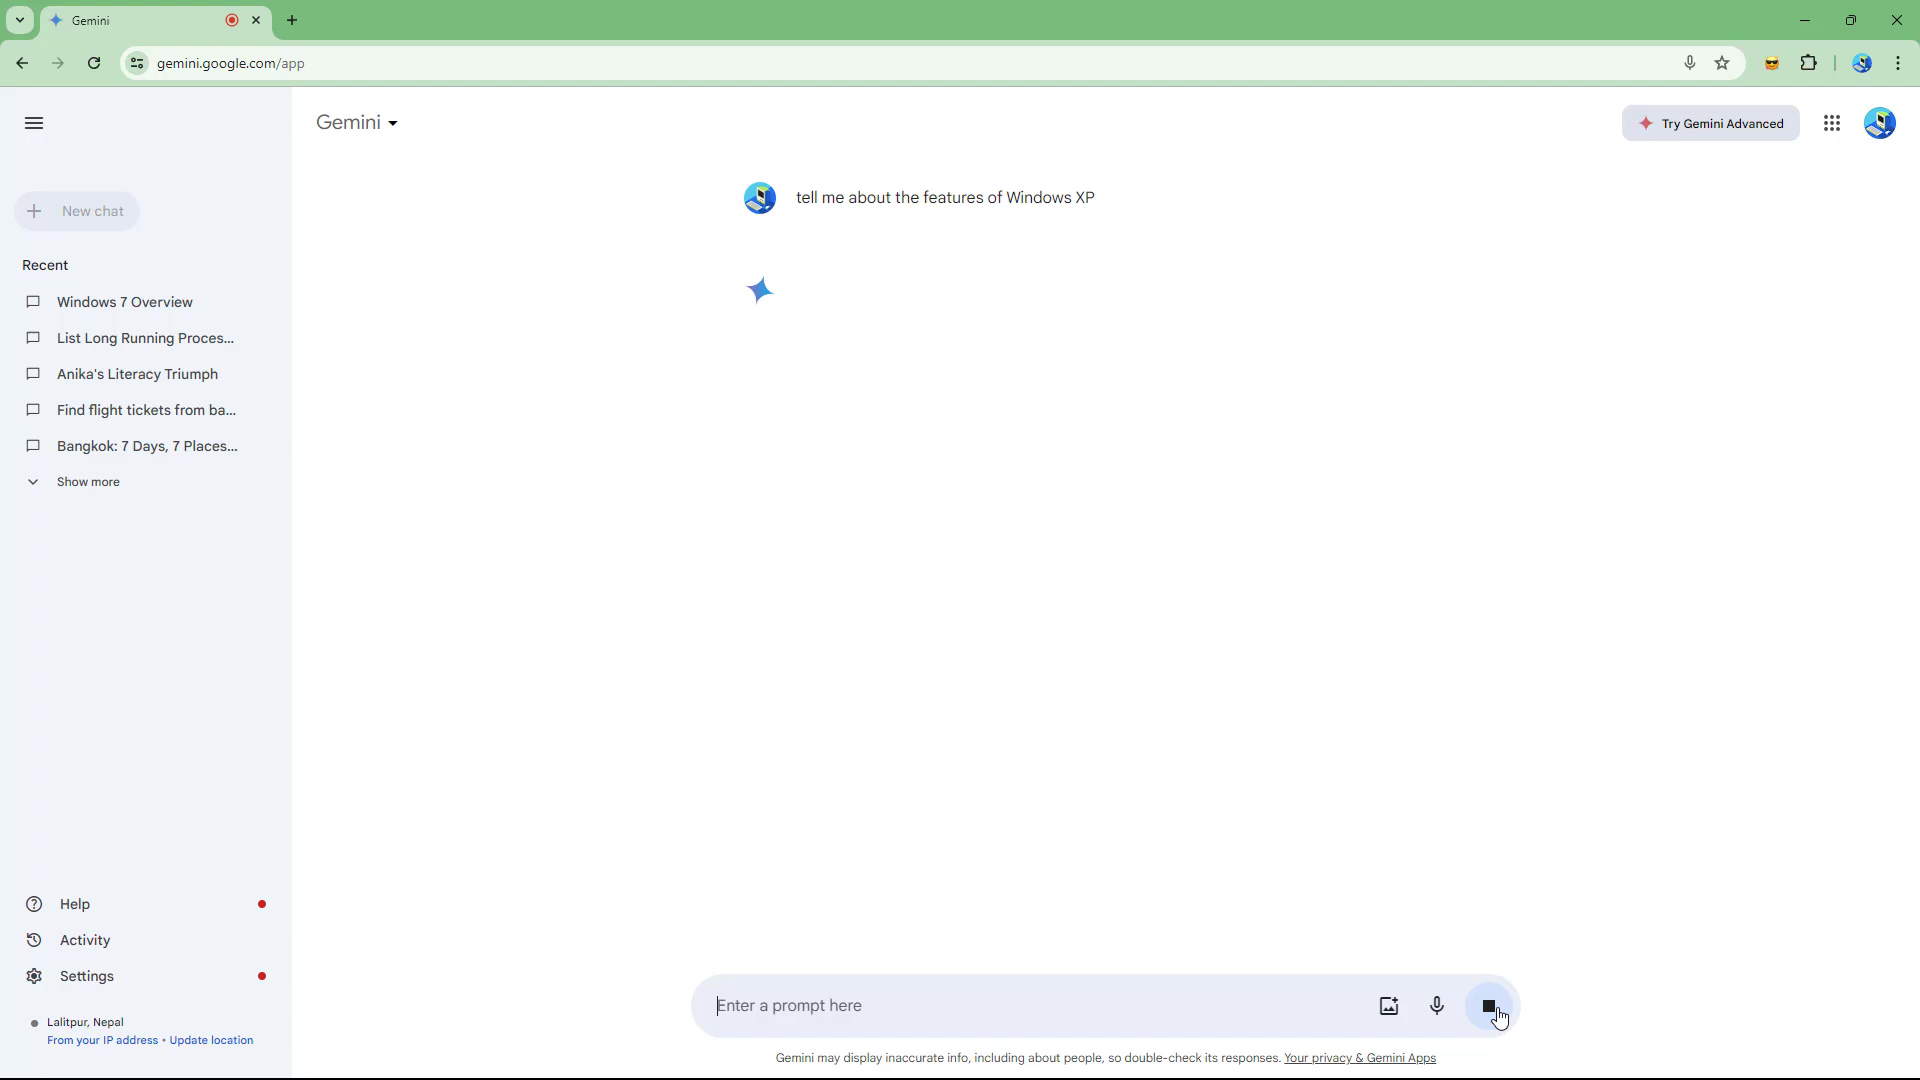 Gemini
gemini.google.com/app
Gemini
Try Gemini Advanced
New chat
Recent
Windows 7 Overview
List Long Running Proces...
Anika's Literacy Triumph
Find flight tickets from ba...
Bangkok: 7 Days, 7 Places...
Show more
tell me about the features of Windows XP
Help
Activity
Settings
Lalitpur, Nepal
From your IP address • Update location
Enter a prompt here
Gemini may display inaccurate info, including about people, so double-check its responses. Your privacy & Gemini Apps